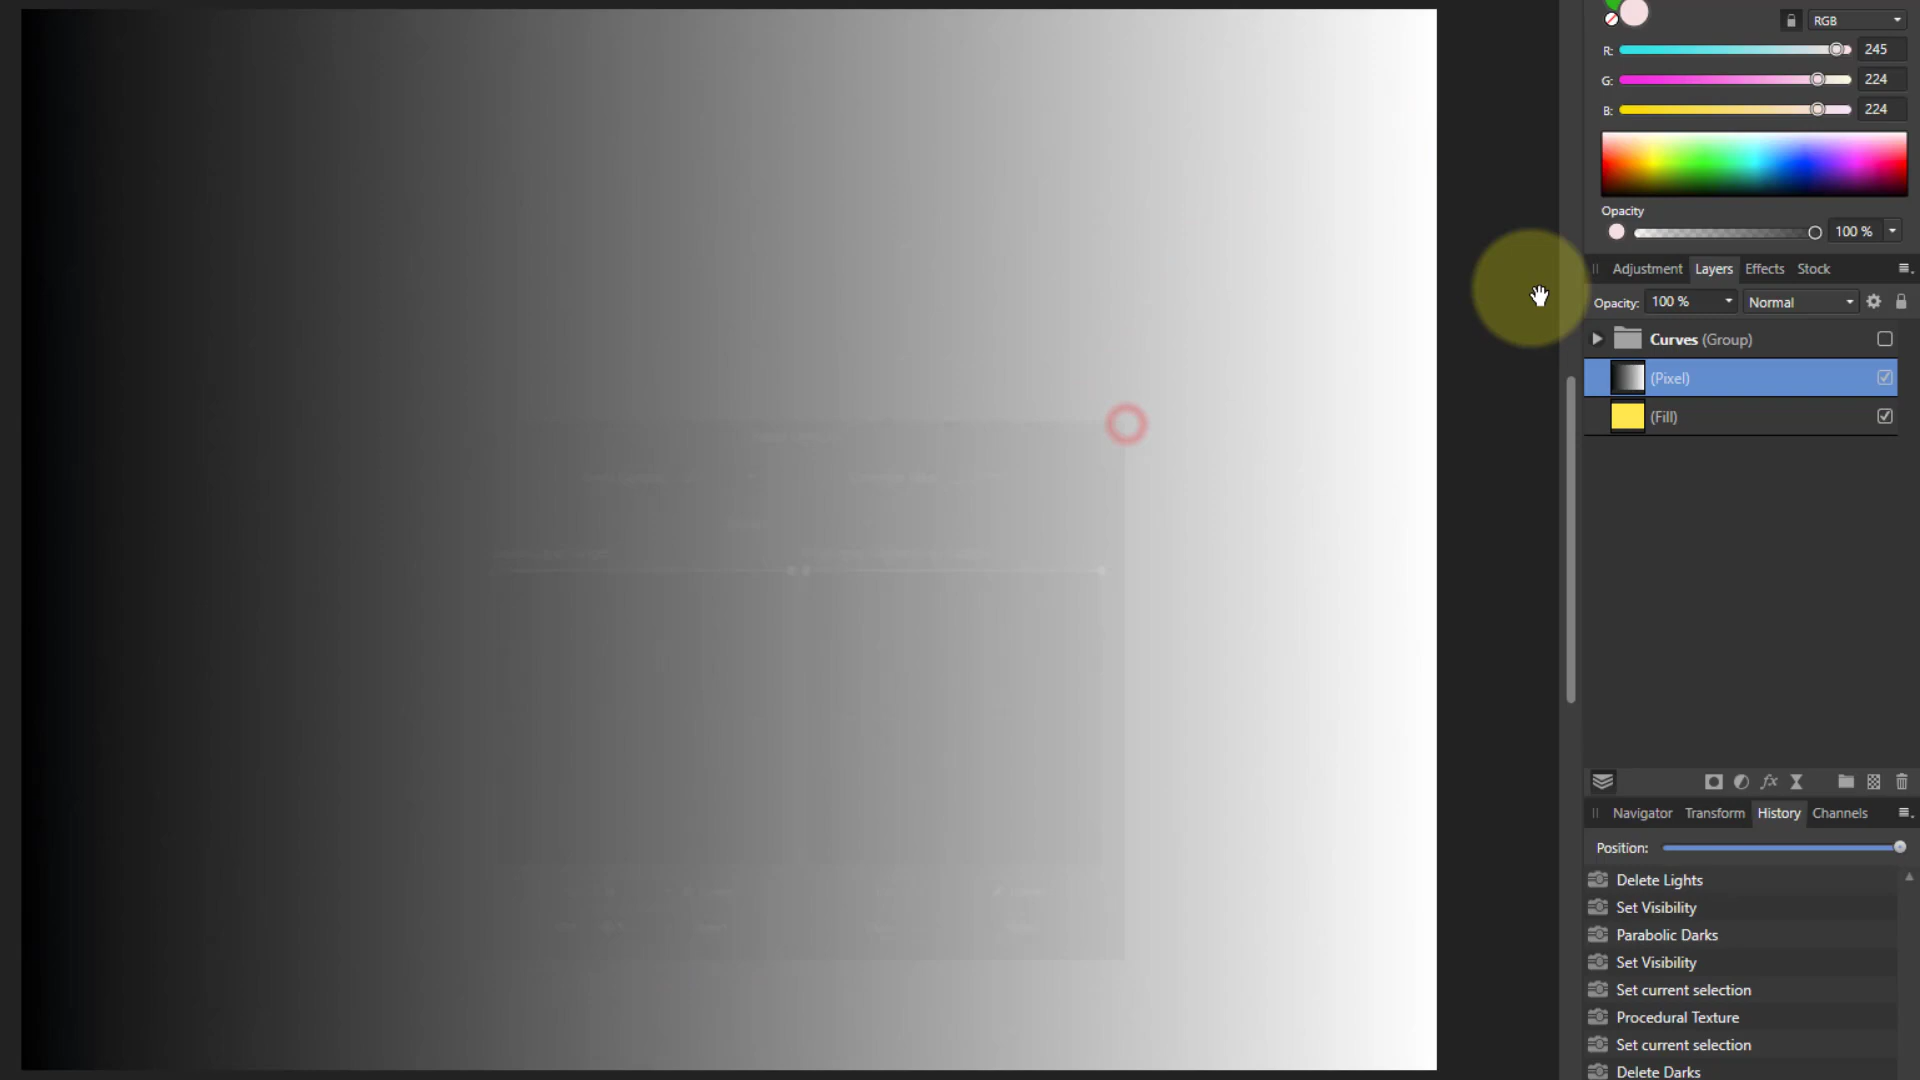 RGB
R: 245
G: 224
B: 224
Opacity
100 %
Adjustment Layers Effects Stock
Opacity: 100 % Normal
Curves (Group)
(Pixel)
(Fill)
fx
Navigator Transform History Channels
Position:
Delete Lights
Set Visibility
Parabolic Darks
Set Visibility
Set current selection
Procedural Texture
Set current selection
Delete Darks